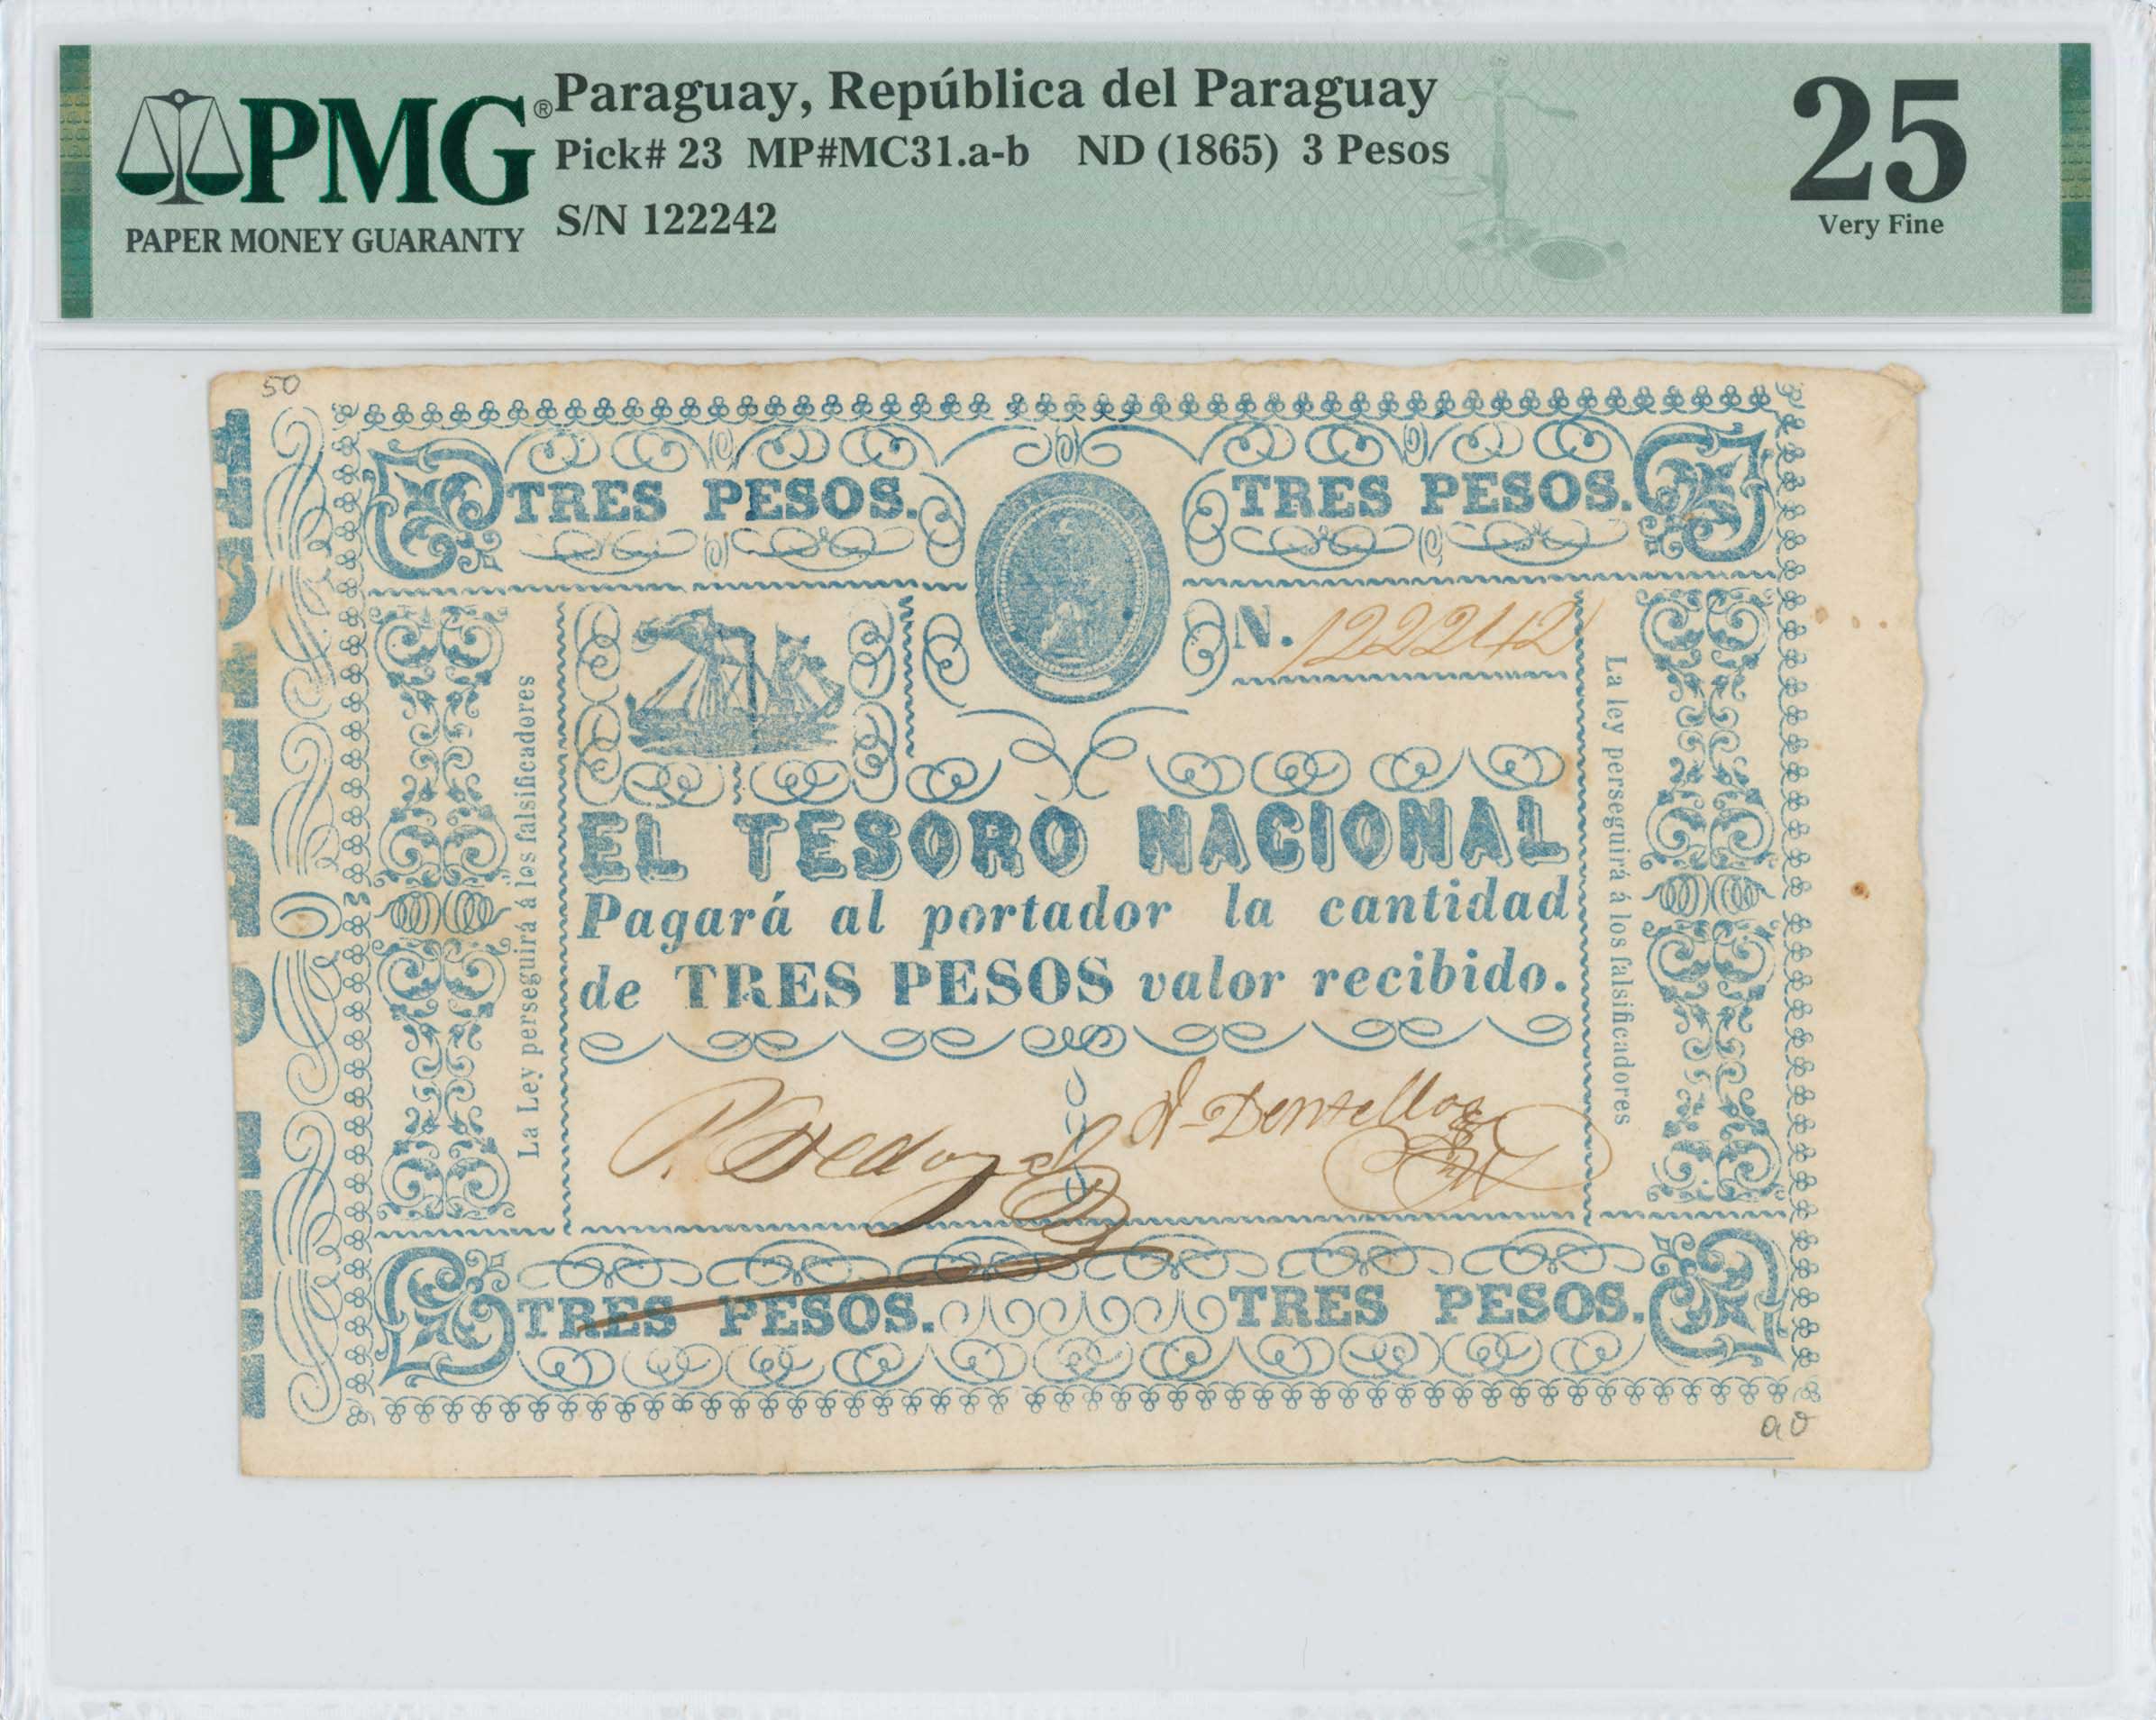 PMG®
PAPER MONEY GUARANTY
Paraguay, República del Paraguay
Pick# 23 MP#MC31.a-b ND (1865) 3 Pesos
S/N 122242
25
Very Fine
50
TRES PESOS.
TRES PESOS.
N. 122242
La Ley perseguirá á los falsificadores
La ley perseguirá á los falsificadores
EL TESORO NACIONAL
Pagará al portador la cantidad
de TRES PESOS valor recibido.
TRES PESOS.
TRES PESOS.